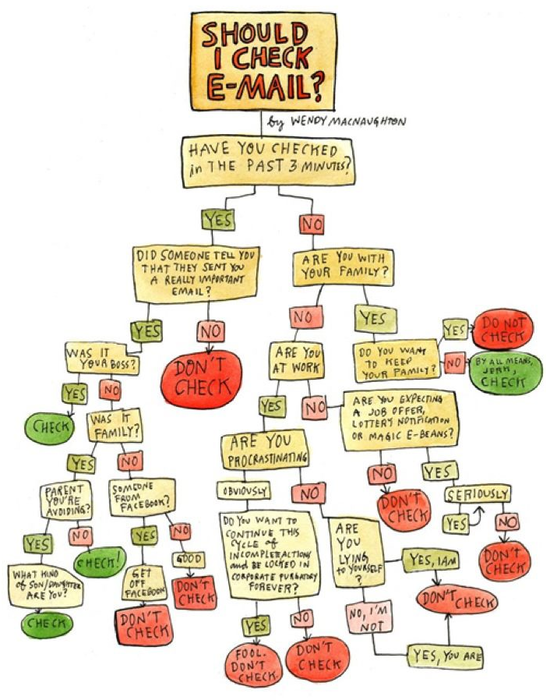 SHOULD
I CHECK
E-MAIL?
by WENDY MACNAUGHTON
HAVE YOU CHECKED
in THE PAST 3 MINUTES?
YES
NO
DID SOMEONE TELL YOU
THAT THEY SENT YOU
A REALLY IMPORTANT
EMAIL?
ARE YOU WITH
YOUR FAMILY?
YES
NO
NO
YES
WAS IT
YOUR BOSS?
DON'T
CHECK
ARE YOU
AT WORK
DO YOU WANT
TO KEEP
YOUR FAMILY?
YES
DO NOT
CHECK
NO
BY ALL MEANS,
JERK,
CHECK
YES
NO
CHECK
WAS IT
FAMILY?
YES
NO
ARE YOU EXPECTING
A JOB OFFER,
LOTTERY NOTIFICATION
OR MAGIC E-BEANS?
YES
NO
ARE YOU
PROCRASTINATING
NO
YES
PARENT
YOU'RE
AVOIDING?
SOMEONE
FROM
FACEBOOK?
OBVIOUSLY
NO
DON'T
CHECK
SERIOUSLY
YES
NO
YES
NO
CHECK!
YES
NO
GOOD
DON'T
CHECK
DO YOU WANT TO
CONTINUE THIS
CYCLE of
INCOMPLETE ACTIONS
and BE LOCKED IN
CORPORATE PURGATORY
FOREVER?
ARE
YOU
LYING
to YOURSELF
?
YES, I AM
DON'T
CHECK
WHAT KIND
of SON/DAUGHTER
ARE YOU?
GET
OFF
FACEBOOK
DON'T CHECK
CHECK
DON'T
CHECK
YES
NO
NO, I'M
NOT
FOOL.
DON'T
CHECK
DON'T
CHECK
YES, YOU ARE